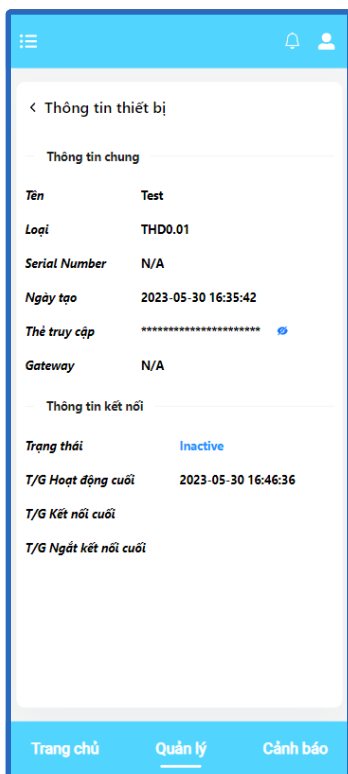 Thông tin thiết bị
Thông tin chung
Tên Test
Loại THD0.01
Serial Number N/A
Ngày tạo 2023-05-30 16:35:42
Thẻ truy cập **********************
Gateway N/A
Thông tin kết nối
Trạng thái Inactive
T/G Hoạt động cuối 2023-05-30 16:46:36
T/G Kết nối cuối
T/G Ngắt kết nối cuối
Trang chủ Quản lý Cảnh báo